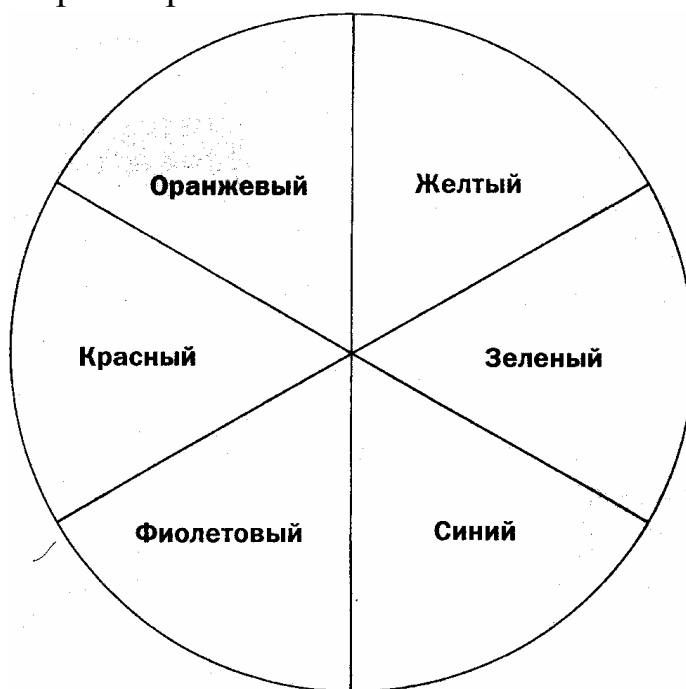 Оранжевый Желтый
Красный Зеленый
Фиолетовый Синий